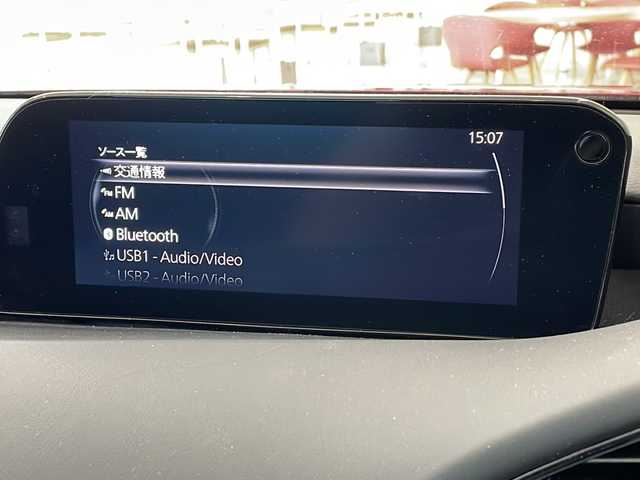 15:07
ソース一覧
交通情報
FM
AM
Bluetooth
USB1 - Audio/Video
USB2 - Audio/Video